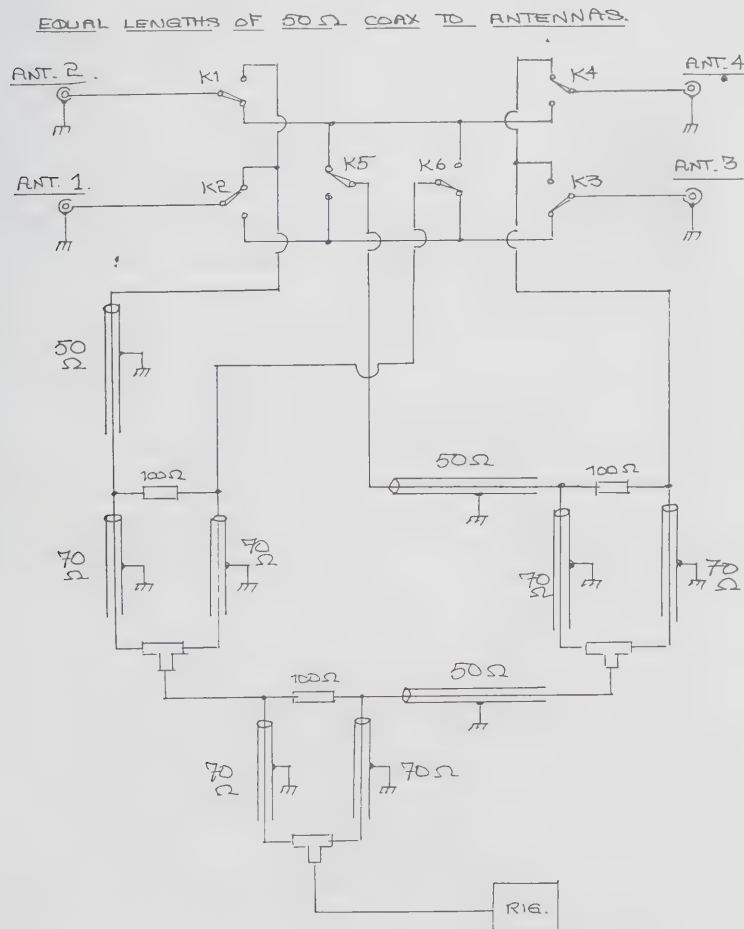 EQUAL LENGTHS OF 50Ω COAX TO ANTENNAS.
ANT. 2.
K1
K4
ANT. 4
ANT. 1.
K2
K5
K6
K3
ANT. 3
50
Ω
100Ω
50Ω
100Ω
70
Ω
70
Ω
70
Ω
70
Ω
100Ω
50Ω
70
Ω
70Ω
RIG.